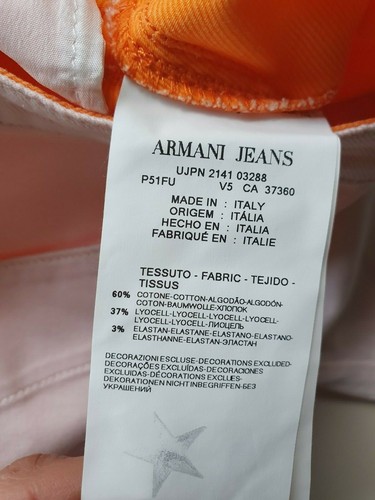 ARMANI JEANS
UJPN 2141 03288
P51FU V5 CA 37360
MADE IN : ITALY
ORIGEM : ITÁLIA
HECHO EN : ITALIA
FABRIQUÉ EN : ITALIE
TESSUTO - FABRIC - TEJIDO -
TISSUS
60% COTONE-COTTON-ALGODÃO-ALGODÓN-
COTON-BAUMWOLLE-ХЛОПОК
37% LYOCELL-LYOCELL-LYOCELL-LYOCELL-
LYOCELL-LYOCELL-ЛИОЦЕЛЬ
3% ELASTAN-ELASTANE-ELASTANO-ELASTANO-
ELASTHANNE-ELASTAN-ЭЛАСТАН
DECORAZIONI ESCLUSE-DECORATIONS EXCLUDED-
DECORAÇÕES EXCLUÍDAS-DECORACIONES
EXCLUIDAS-DÉCORATIONS EXCLUES-
DEKORATIONEN NICHT INBEGRIFFEN-БЕЗ
УКРАШЕНИЙ